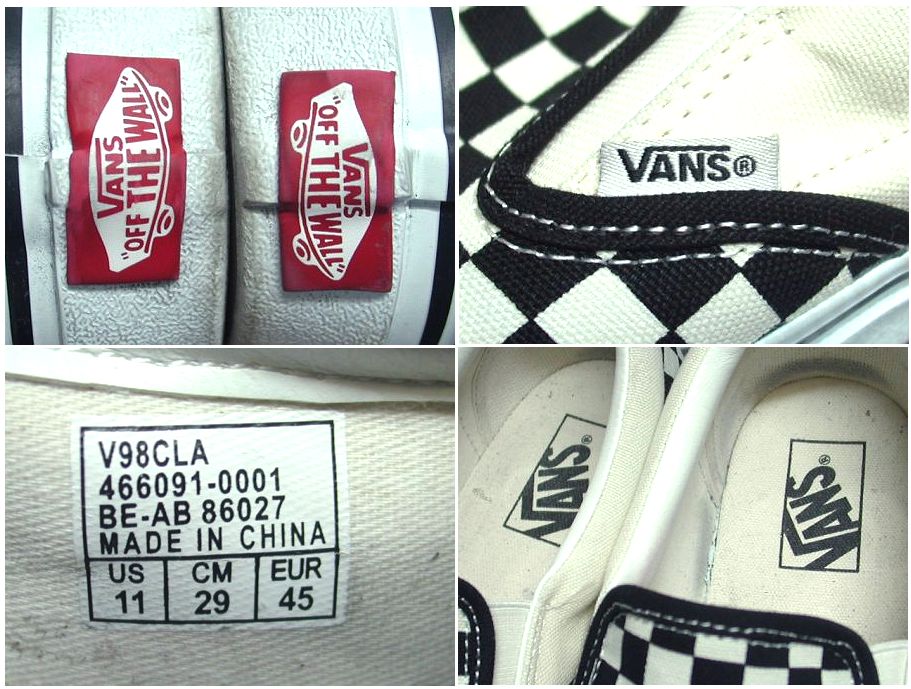 VANS
"OFF THE WALL"
VANS
"OFF THE WALL"
VANS®
V98CLA
466091-0001
BE-AB 86027
MADE IN CHINA
US CM EUR
11 29 45
VANS®
VANS®